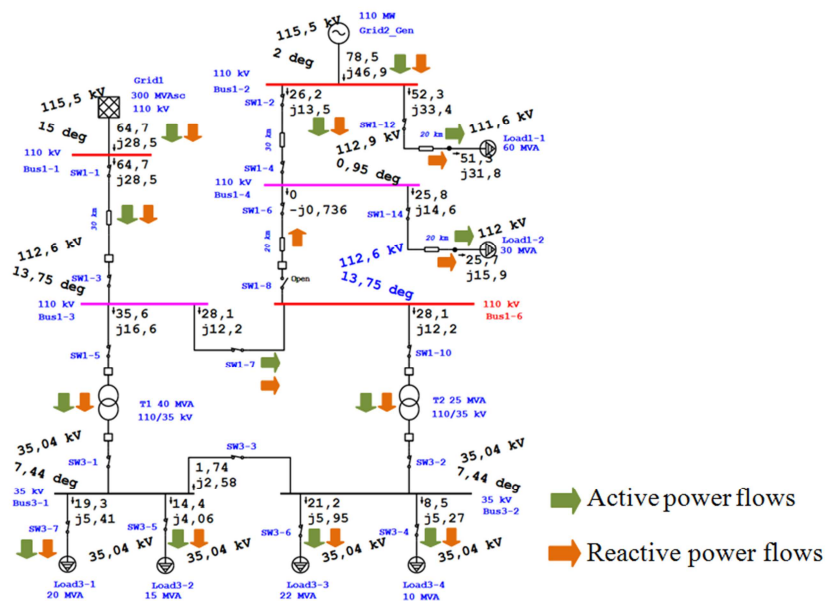 110 MW
Grid2_Gen
115,5 kV
2 deg
78,5
j46,9
110 kV
Bus1-2
26,2
j13,5
SW1-2
52,3
j33,4
SW1-12
30 km
112,9 kV
0,95 deg
20 km
111,6 kV
Load1-1
60 MVA
51,3
j31,8
SW1-4
110 kV
Bus1-4
0
-j0,736
SW1-6
25,8
j14,6
SW1-14
20 km
20 km
112 kV
Load1-2
30 MVA
25,7
j15,9
Open
SW1-8
112,6 kV
13,75 deg
110 kV
Bus1-6
Grid1
300 MVAsc
110 kV
115,5 kV
15 deg
64,7
j28,5
110 kV
Bus1-1
64,7
j28,5
SW1-1
30 km
112,6 kV
13,75 deg
SW1-3
110 kV
Bus1-3
35,6
j16,6
28,1
j12,2
SW1-7
28,1
j12,2
SW1-5
SW1-10
T1 40 MVA
110/35 kV
T2 25 MVA
110/35 kV
35,04 kV
7,44 deg
SW3-1
SW3-3
SW3-2
35,04 kV
7,44 deg
1,74
j2,58
35 kV
Bus3-1
35 kV
Bus3-2
19,3
j5,41
SW3-7
14,4
j4,06
SW3-5
21,2
j5,95
SW3-6
8,5
j5,27
SW3-4
35,04 kV
35,04 kV
35,04 kV
35,04 kV
Load3-1
20 MVA
Load3-2
15 MVA
Load3-3
22 MVA
Load3-4
10 MVA
Active power flows
Reactive power flows